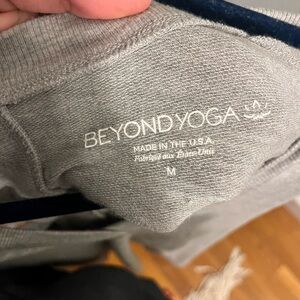 BEYOND YOGA
MADE IN THE U.S.A.
Fabriqué aux États-Unis
M